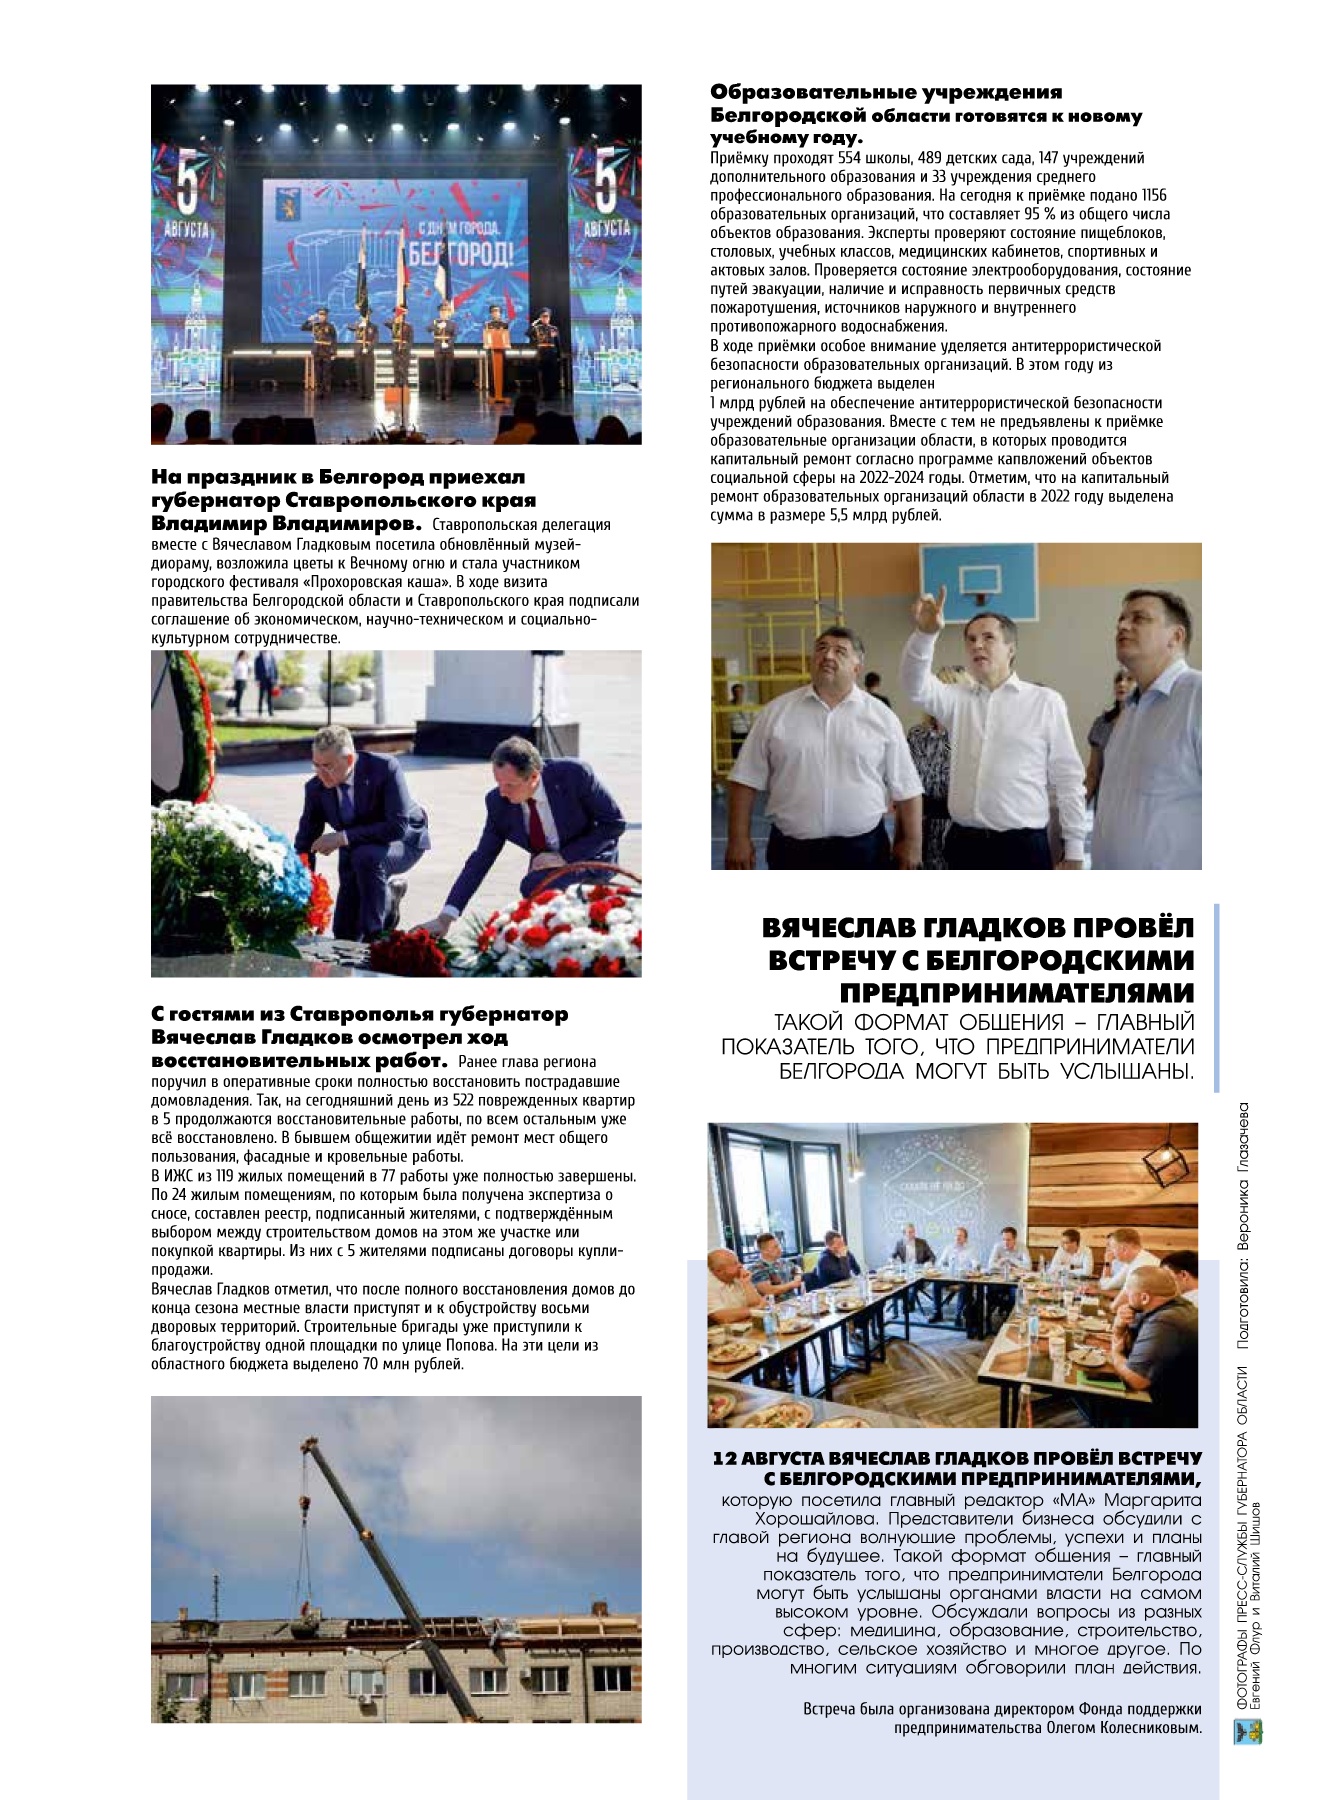 5
АВГУСТА
С ДНЁМ ГОРОДА,
БЕЛГОРОД!
5
АВГУСТА
На праздник в Белгород приехал
губернатор Ставропольского края
Владимир Владимиров. Ставропольская делегация
вместе с Вячеславом Гладковым посетила обновлённый музей-
диораму, возложила цветы к Вечному огню и стала участником
городского фестиваля «Прохоровская каша». В ходе визита
правительства Белгородской области и Ставропольского края подписали
соглашение об экономическом, научно-техническом и социально-
культурном сотрудничестве.
С гостями из Ставрополья губернатор
Вячеслав Гладков осмотрел ход
восстановительных работ. Ранее глава региона
поручил в оперативные сроки полностью восстановить пострадавшие
домовладения. Так, на сегодняшний день из 522 поврежденных квартир
в 5 продолжаются восстановительные работы, по всем остальным уже
всё восстановлено. В бывшем общежитии идёт ремонт мест общего
пользования, фасадные и кровельные работы.
В ИЖС из 119 жилых помещений в 77 работы уже полностью завершены.
По 24 жилым помещениям, по которым была получена экспертиза о
сносе, составлен реестр, подписанный жителями, с подтверждённым
выбором между строительством домов на этом же участке или
покупкой квартиры. Из них с 5 жителями подписаны договоры купли-
продажи.
Вячеслав Гладков отметил, что после полного восстановления домов до
конца сезона местные власти приступят и к обустройству восьми
дворовых территорий. Строительные бригады уже приступили к
благоустройству одной площадки по улице Попова. На эти цели из
областного бюджета выделено 70 млн рублей.
Образовательные учреждения
Белгородской области готовятся к новому
учебному году.
Приёмку проходят 554 школы, 489 детских сада, 147 учреждений
дополнительного образования и 33 учреждения среднего
профессионального образования. На сегодня к приёмке подано 1156
образовательных организаций, что составляет 95 % из общего числа
объектов образования. Эксперты проверяют состояние пищеблоков,
столовых, учебных классов, медицинских кабинетов, спортивных и
актовых залов. Проверяется состояние электрооборудования, состояние
путей эвакуации, наличие и исправность первичных средств
пожаротушения, источников наружного и внутреннего
противопожарного водоснабжения.
В ходе приёмки особое внимание уделяется антитеррористической
безопасности образовательных организаций. В этом году из
регионального бюджета выделен
1 млрд рублей на обеспечение антитеррористической безопасности
учреждений образования. Вместе с тем не предъявлены к приёмке
образовательные организации области, в которых проводится
капитальный ремонт согласно программе капвложений объектов
социальной сферы на 2022-2024 годы. Отметим, что на капитальный
ремонт образовательных организаций области в 2022 году выделена
сумма в размере 5,5 млрд рублей.
ВЯЧЕСЛАВ ГЛАДКОВ ПРОВЁЛ
ВСТРЕЧУ С БЕЛГОРОДСКИМИ
ПРЕДПРИНИМАТЕЛЯМИ
ТАКОЙ ФОРМАТ ОБЩЕНИЯ – ГЛАВНЫЙ
ПОКАЗАТЕЛЬ ТОГО, ЧТО ПРЕДПРИНИМАТЕЛИ
БЕЛГОРОДА МОГУТ БЫТЬ УСЛЫШАНЫ.
12 АВГУСТА ВЯЧЕСЛАВ ГЛАДКОВ ПРОВЁЛ ВСТРЕЧУ
С БЕЛГОРОДСКИМИ ПРЕДПРИНИМАТЕЛЯМИ,
которую посетила главный редактор «МА» Маргарита
Хорошайлова. Представители бизнеса обсудили с
главой региона волнующие проблемы, успехи и планы
на будущее. Такой формат общения – главный
показатель того, что предприниматели Белгорода
могут быть услышаны органами власти на самом
высоком уровне. Обсуждали вопросы из разных
сфер: медицина, образование, строительство,
производство, сельское хозяйство и многое другое. По
многим ситуациям обговорили план действия.
Встреча была организована директором Фонда поддержки
предпринимательства Олегом Колесниковым.
ФОТОГРАФЫ ПРЕСС-СЛУЖБЫ ГУБЕРНАТОРА ОБЛАСТИ Подготовила: Вероника Глазачева
Евгений Флур и Виталий Шишов